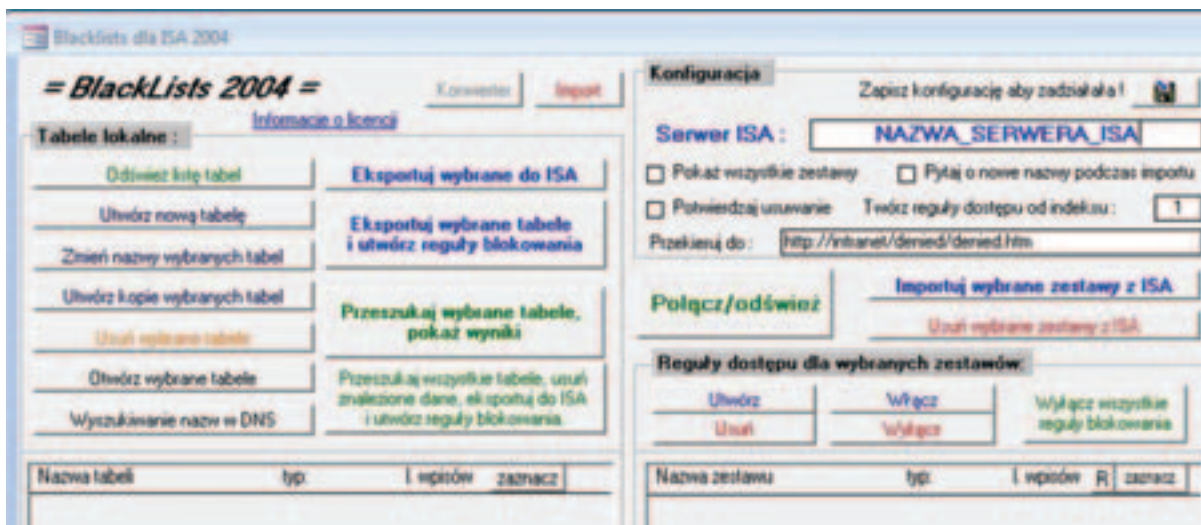 Blacklists dla ISA 2004
= BlackLists 2004 =
Konwerter
Import
Informacje o licencji
Tabele lokalne :
Odśwież listę tabel
Utwórz nową tabelę
Zmień nazwy wybranych tabel
Utwórz kopie wybranych tabel
Usuń wybrane tabele
Otwórz wybrane tabele
Wyszukiwanie nazw w DNS
Eksportuj wybrane do ISA
Eksportuj wybrane tabele
i utwórz reguły blokowania
Przeszukaj wybrane tabele,
pokaż wyniki
Przeszukaj wszystkie tabele, usuń
znalezione dane, eksportuj do ISA
i utwórz reguły blokowania
Nazwa tabeli typ: l. wpisów zaznacz
Konfiguracja
Zapisz konfigurację aby zadziałała !
Serwer ISA : NAZWA_SERWERA_ISA
Pokaż wszystkie zestawy
Pytaj o nowe nazwy podczas importu
Potwierdzaj usuwanie
Twórz reguły dostępu od indeksu : 1
Przekieruj do : http://intranet/denied/denied.htm
Połącz/odśwież
Importuj wybrane zestawy z ISA
Usuń wybrane zestawy z ISA
Reguły dostępu dla wybranych zestawów:
Utwórz
Włącz
Usuń
Wyłącz
Wyłącz wszystkie
reguły blokowania
Nazwa zestawu typ: l. wpisów R zaznacz